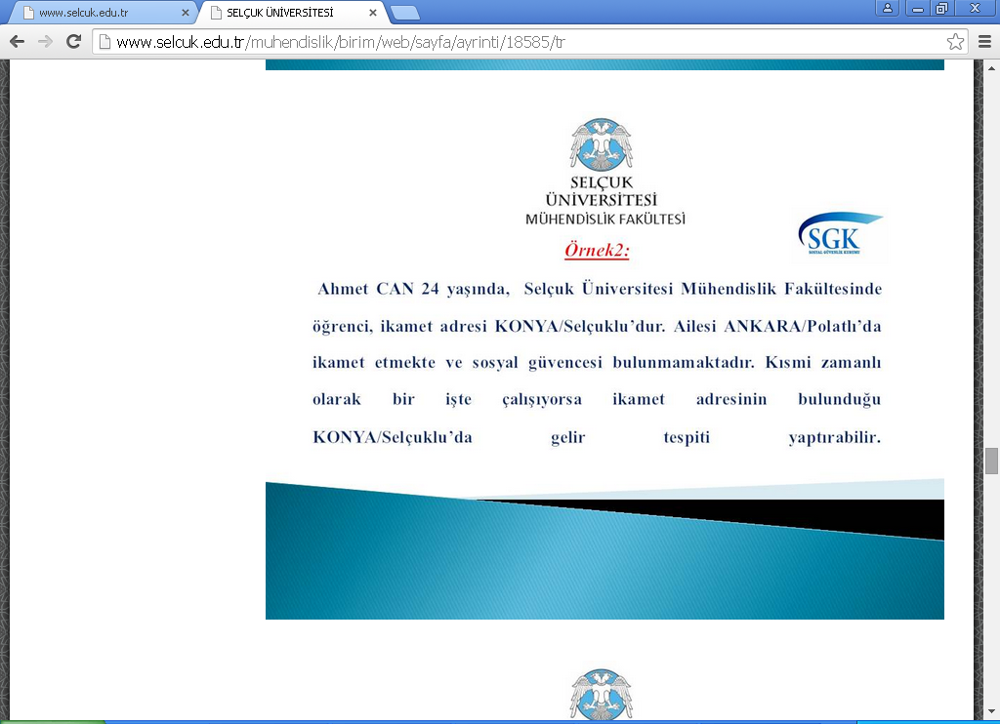 www.selcuk.edu.tr
SELÇUK ÜNİVERSİTESİ
www.selcuk.edu.tr/muhendislik/birim/web/sayfa/ayrinti/18585/tr
SELÇUK
ÜNİVERSİTESİ
MÜHENDİSLİK FAKÜLTESİ
SGK
SOSYAL GÜVENLİK KURUMU
Örnek2:
Ahmet CAN 24 yaşında, Selçuk Üniversitesi Mühendislik Fakültesinde
öğrenci, ikamet adresi KONYA/Selçuklu’dur. Ailesi ANKARA/Polatlı’da
ikamet etmekte ve sosyal güvencesi bulunmamaktadır. Kısmi zamanlı
olarak bir işte çalışıyorsa ikamet adresinin bulunduğu
KONYA/Selçuklu’da gelir tespiti yaptırabilir.